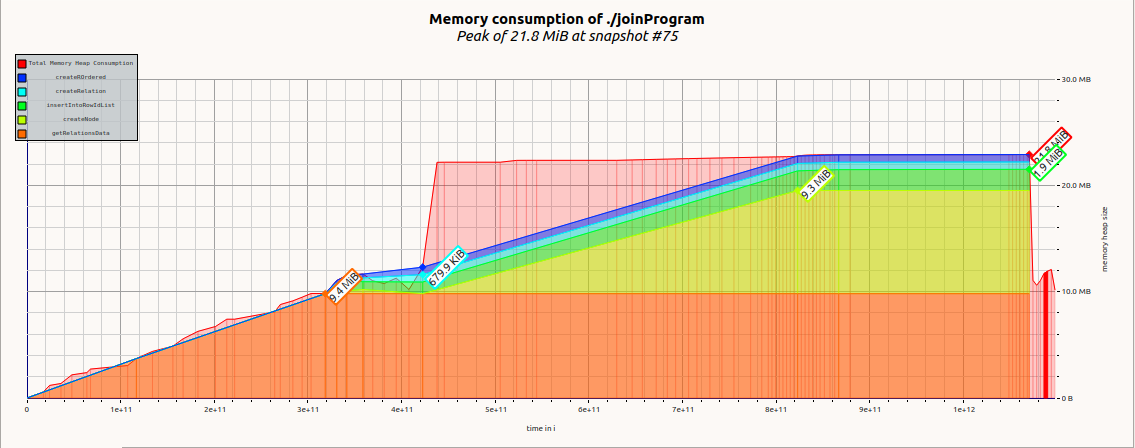 Memory consumption of ./joinProgram
Peak of 21.8 MiB at snapshot #75
Total Memory Heap Consumption
createROrdered
createRelation
insertIntoRowIdList
createNode
getRelationsData
30.0 MB
20.0 MB
10.0 MB
0 B
memory heap size
9.4 MiB
679.9 KiB
9.3 MiB
MiB
1.9 MiB
0
1e+11
2e+11
3e+11
4e+11
5e+11
6e+11
7e+11
8e+11
9e+11
1e+12
time in i